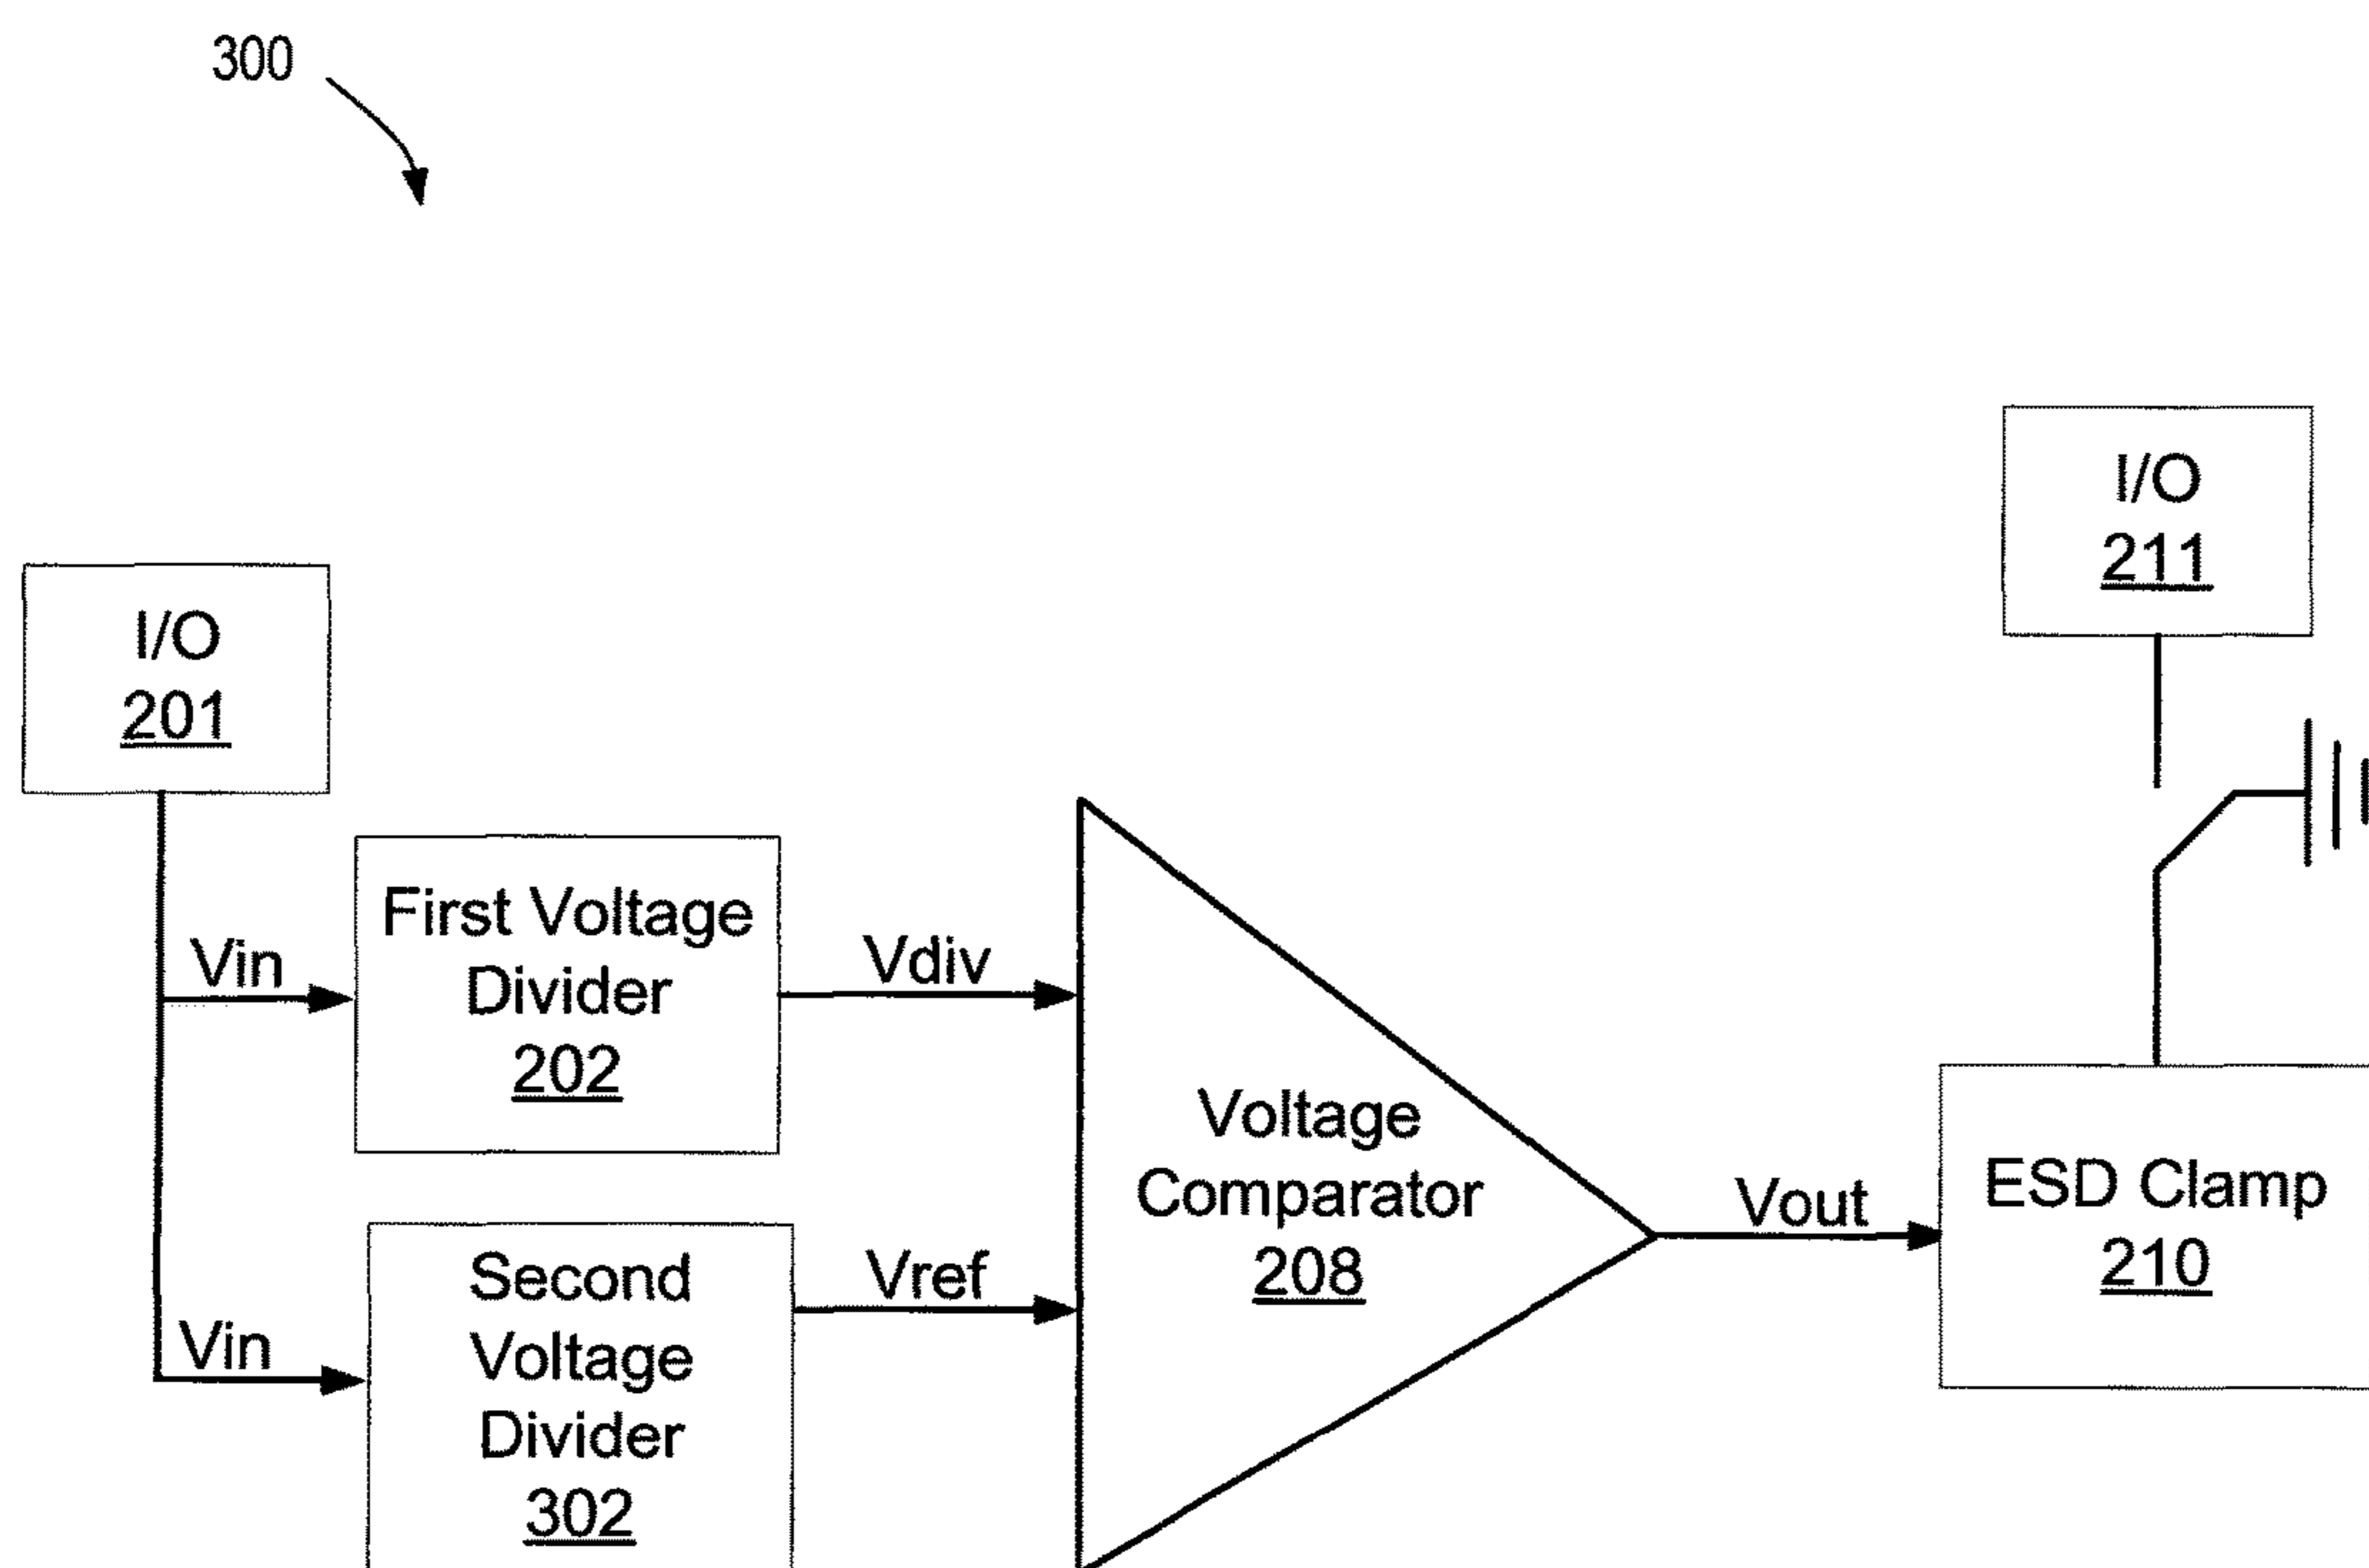 300
I/O
211
I/O
201
Vin
First Voltage
Divider
202
Vdiv
Voltage
Comparator
208
Vout
ESD Clamp
210
Vin
Second
Voltage
Divider
302
Vref